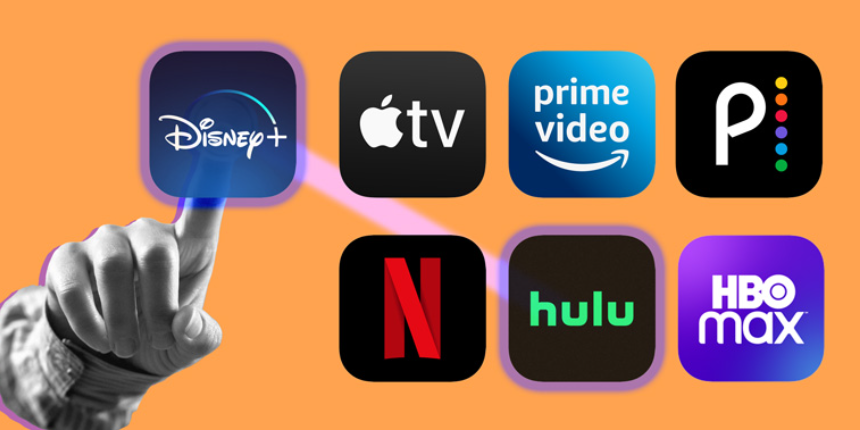 Disney+
tv
prime
video
P
N
hulu
HBO
max